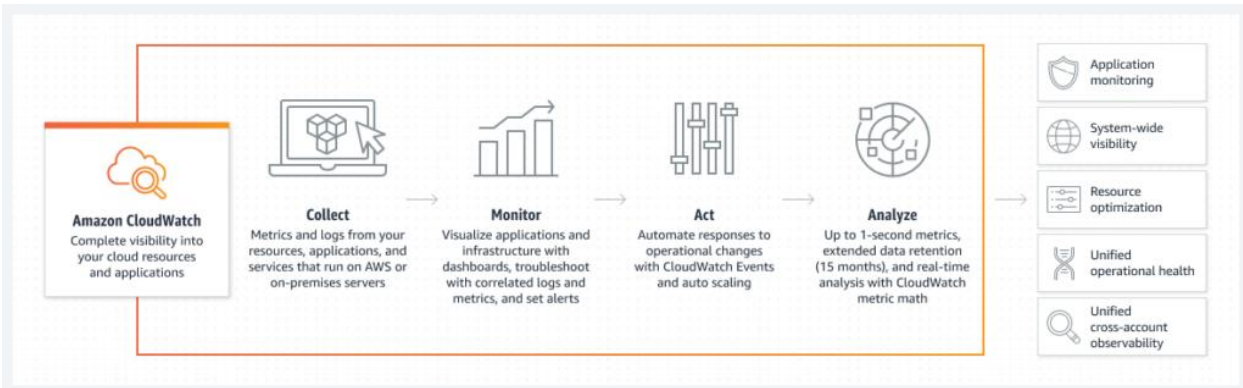 Amazon CloudWatch
Complete visibility into
your cloud resources
and applications
Collect
Metrics and logs from your
resources, applications, and
services that run on AWS or
on-premises servers
Monitor
Visualize applications and
infrastructure with
dashboards, troubleshoot
with correlated logs and
metrics, and set alerts
Act
Automate responses to
operational changes
with CloudWatch Events
and auto scaling
Analyze
Up to 1-second metrics,
extended data retention
(15 months), and real-time
analysis with CloudWatch
metric math
Application
monitoring
System-wide
visibility
Resource
optimization
Unified
operational health
Unified
cross-account
observability